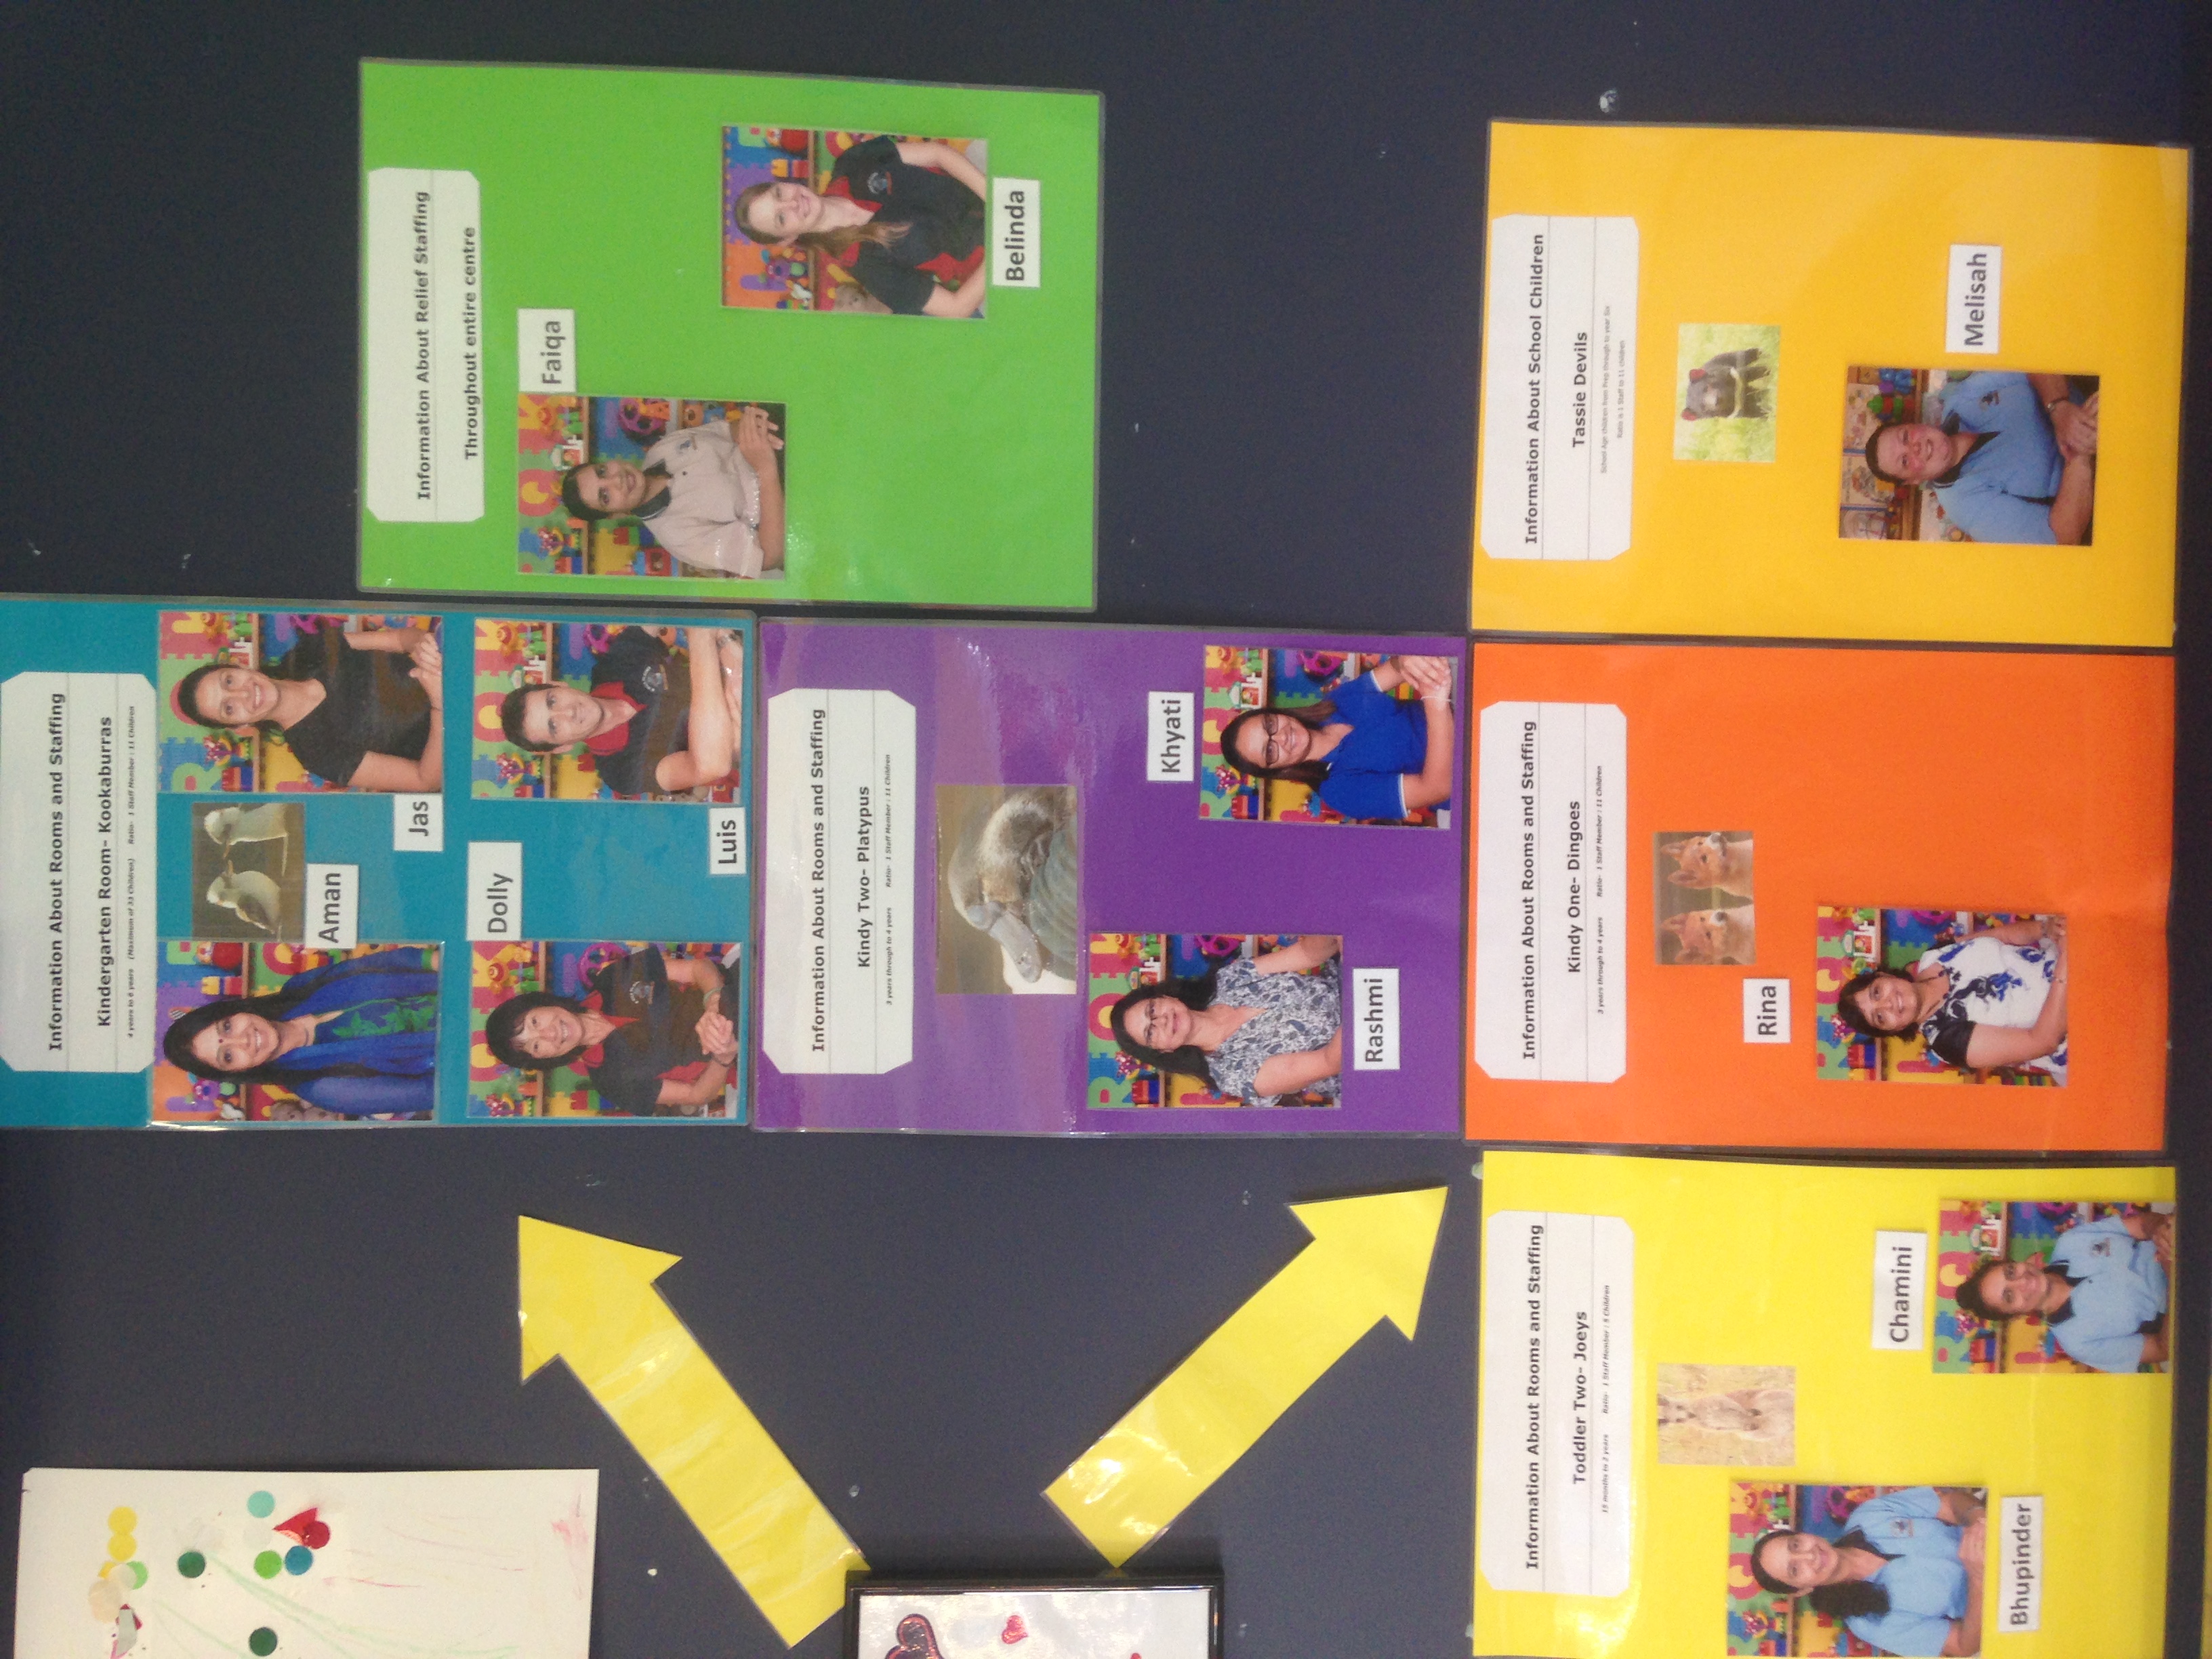 Information About Rooms and Staffing
Kindergarten Room- Kookaburras
4 years to 6 years (Maximum of 33 Children) Ratio- 1 Staff Member : 11 Children
Aman
Jas
Dolly
Luis
Information About Relief Staffing
Throughout entire centre
Faiqa
Belinda
Information About Rooms and Staffing
Kindy Two- Platypus
3 years through to 4 years Ratio- 1 Staff Member : 11 Children
Khyati
Rashmi
Information About Rooms and Staffing
Toddler Two- Joeys
15 months to 2 years Ratio- 1 Staff Member : 5 Children
Chamini
Bhupinder
Information About Rooms and Staffing
Kindy One- Dingoes
3 years through to 4 years Ratio- 1 Staff Member : 11 Children
Rina
Information About School Children
Tassie Devils
School Age children from Prep through to year Six
Ratio is 1 Staff to 11 children
Melisah